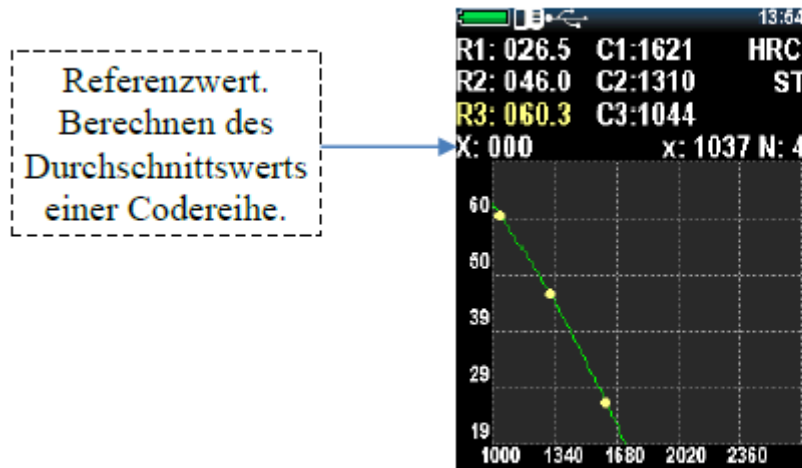 Referenzwert.
Berechnen des
Durchschnittswerts
einer Codereihe.
13:54
R1: 026.5 C1:1621 HRC
R2: 046.0 C2:1310 ST
R3: 060.3 C3:1044
X: 000 x: 1037 N: 4
60
50
39
29
19
1000 1340 1680 2020 2360